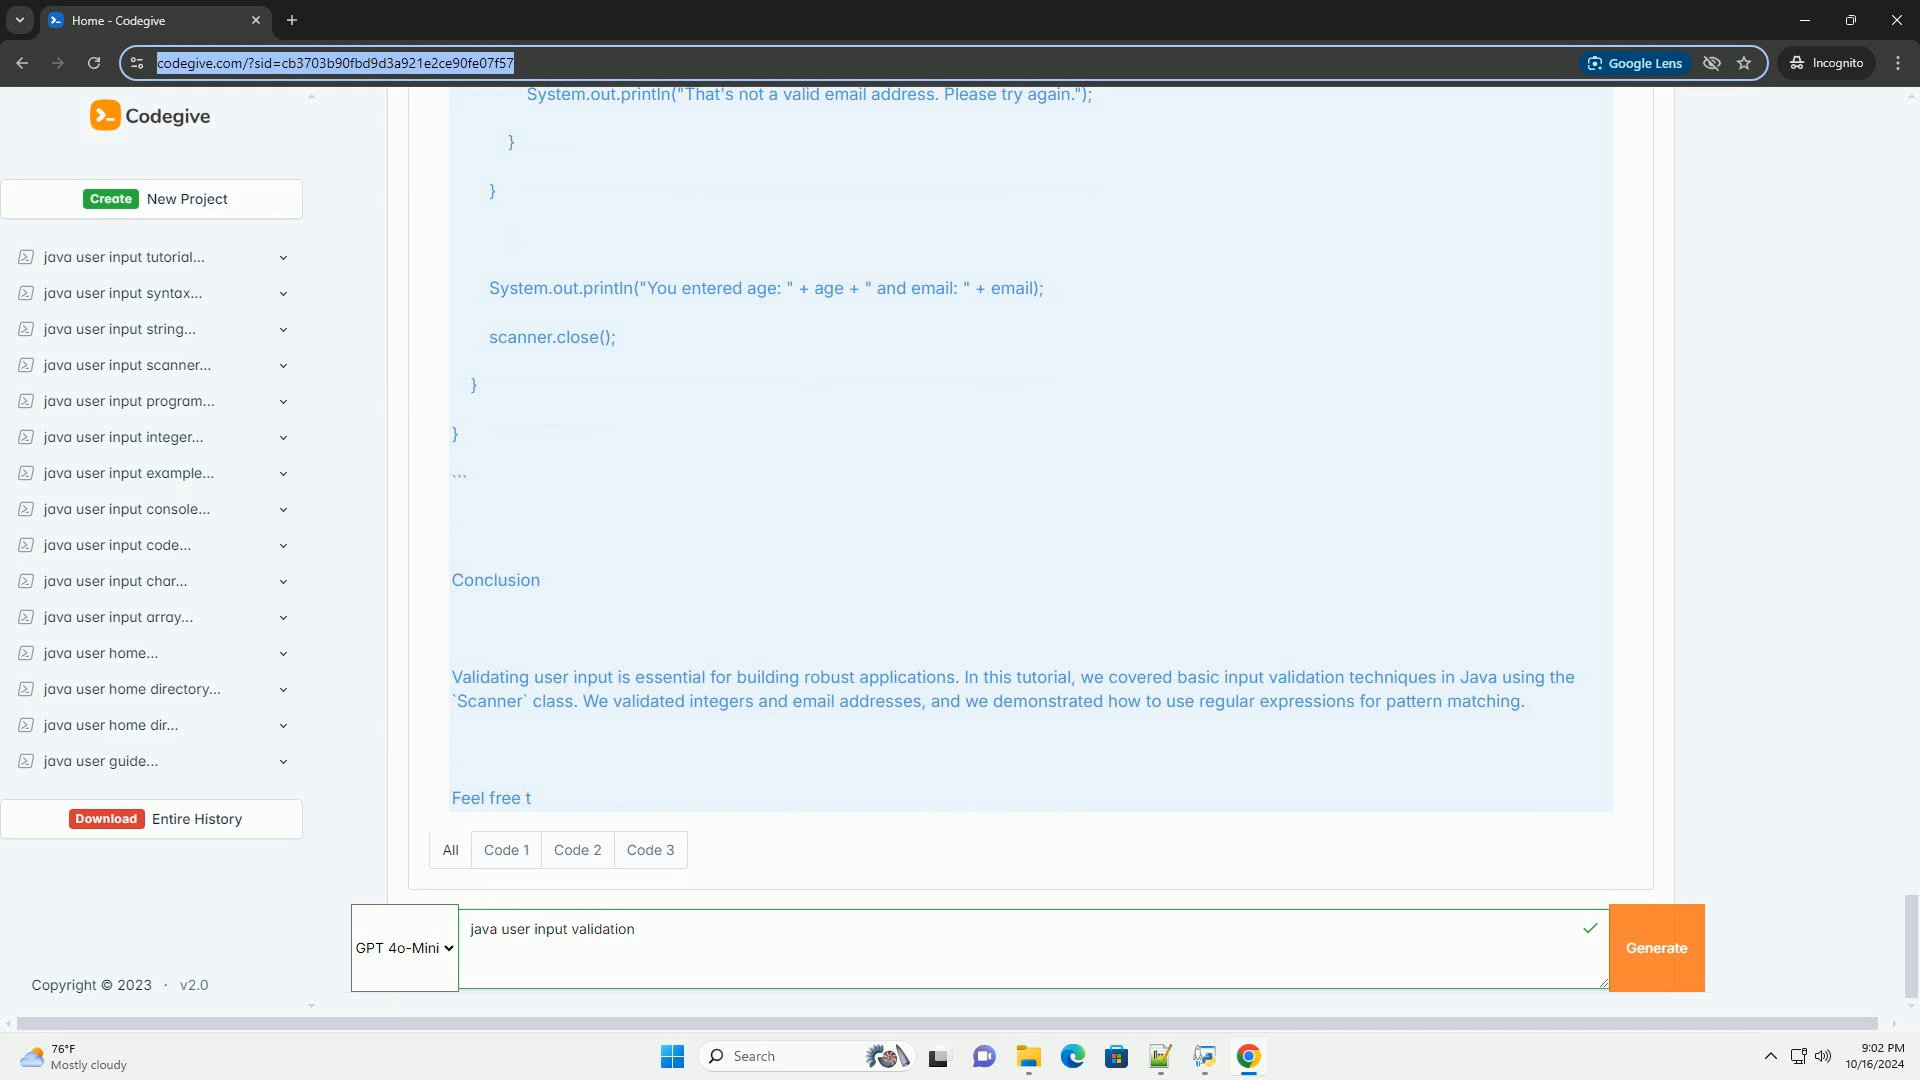 Home - Codegive
codegive.com/?sid=cb3703b90fbd9d3a921e2ce90fe07f57
Google Lens
Incognito
Codegive
Create New Project
java user input tutorial...
java user input syntax...
java user input string...
java user input scanner...
java user input program...
java user input integer...
java user input example...
java user input console...
java user input code...
java user input char...
java user input array...
java user home...
java user home directory...
java user home dir...
java user guide...
Download Entire History
Copyright © 2023 · v2.0
System.out.println("That's not a valid email address. Please try again.");
}
}
System.out.println("You entered age: " + age + " and email: " + email);
scanner.close();
}
}
```
Conclusion
Validating user input is essential for building robust applications. In this tutorial, we covered basic input validation techniques in Java using the
`Scanner` class. We validated integers and email addresses, and we demonstrated how to use regular expressions for pattern matching.
Feel free t
All Code 1 Code 2 Code 3
GPT 4o-Mini
java user input validation
Generate
76°F
Mostly cloudy
Search
9:02 PM
10/16/2024